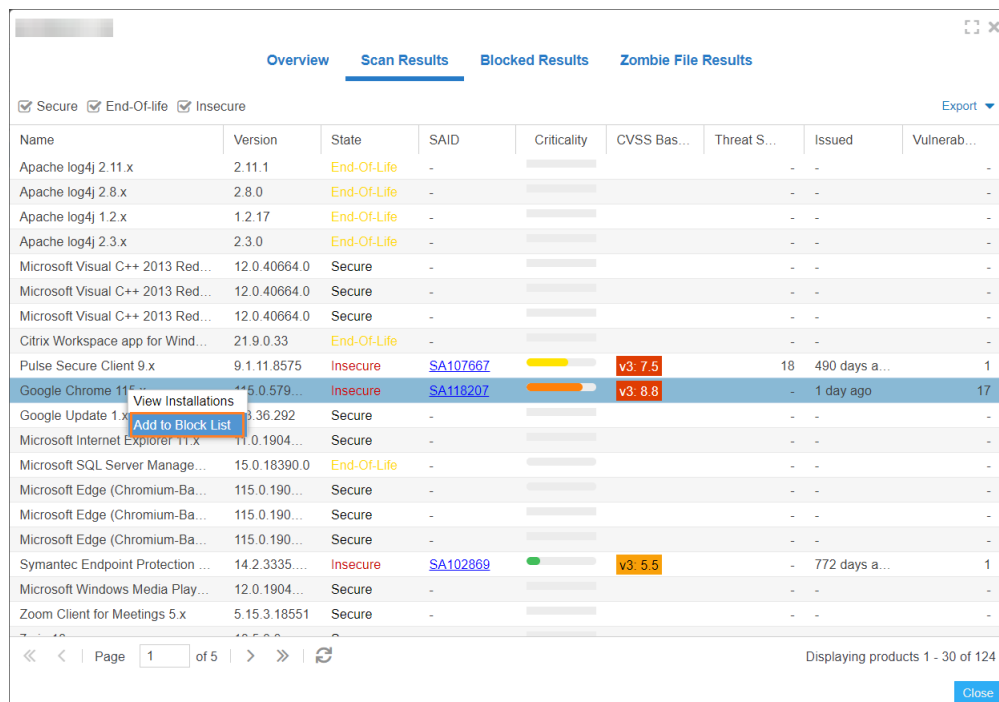 Overview Scan Results Blocked Results Zombie File Results
Secure End-Of-life Insecure Export
Name Version State SAID Criticality CVSS Bas... Threat S... Issued Vulnerab...
Apache log4j 2.11.x 2.11.1 End-Of-Life - - - -
Apache log4j 2.8.x 2.8.0 End-Of-Life - - - -
Apache log4j 1.2.x 1.2.17 End-Of-Life - - - -
Apache log4j 2.3.x 2.3.0 End-Of-Life - - - -
Microsoft Visual C++ 2013 Red... 12.0.40664.0 Secure - - - -
Microsoft Visual C++ 2013 Red... 12.0.40664.0 Secure - - - -
Microsoft Visual C++ 2013 Red... 12.0.40664.0 Secure - - - -
Citrix Workspace app for Wind... 21.9.0.33 End-Of-Life - - - -
Pulse Secure Client 9.x 9.1.11.8575 Insecure SA107667 v3: 7.5 18 490 days a... 1
Google Chrome 115.x 115.0.579... Insecure SA118207 v3: 8.8 - 1 day ago 17
View Installations
Google Update 1.x 3.36.292 Secure - - - -
Add to Block List
Microsoft Internet Explorer 11.x 11.0.1904... Secure - - - -
Microsoft SQL Server Manage... 15.0.18390.0 End-Of-Life - - - -
Microsoft Edge (Chromium-Ba... 115.0.190... Secure - - - -
Microsoft Edge (Chromium-Ba... 115.0.190... Secure - - - -
Microsoft Edge (Chromium-Ba... 115.0.190... Secure - - - -
Symantec Endpoint Protection ... 14.2.3335.... Insecure SA102869 v3: 5.5 - 772 days a... 1
Microsoft Windows Media Play... 12.0.1904... Secure - - - -
Zoom Client for Meetings 5.x 5.15.3.18551 Secure - - - -
Page 1 of 5 Displaying products 1 - 30 of 124
Close